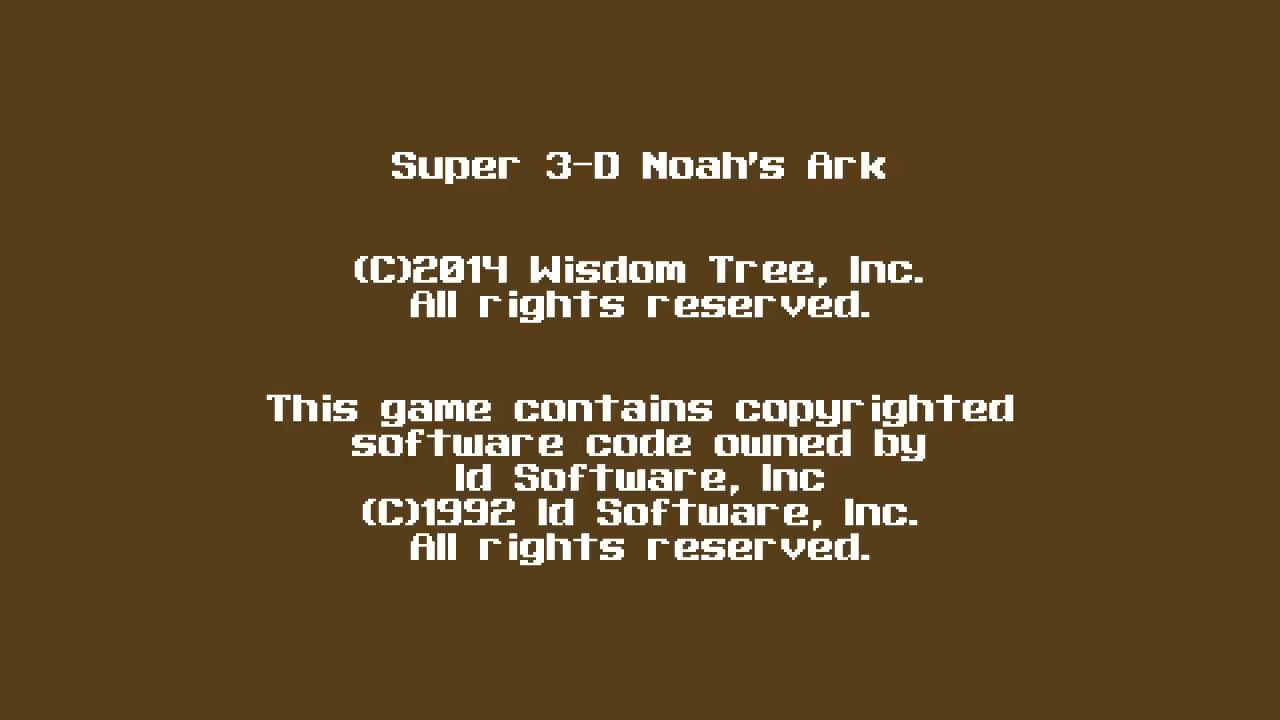 Super 3-D Noah's Ark
(C)2014 Wisdom Tree, Inc.
All rights reserved.
This game contains copyrighted
software code owned by
Id Software, Inc
(C)1992 Id Software, Inc.
All rights reserved.